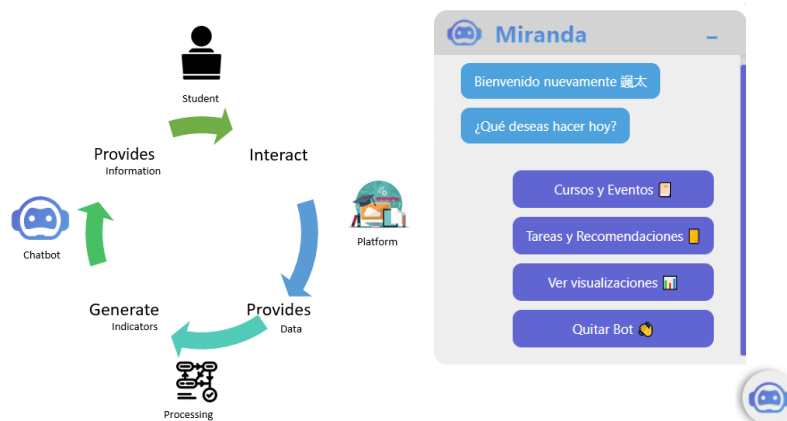 Student
Provides
Information
Interact
Chatbot
Platform
Generate
Indicators
Provides
Data
Processing
Miranda
Bienvenido nuevamente 颯太
¿Qué deseas hacer hoy?
Cursos y Eventos
Tareas y Recomendaciones
Ver visualizaciones
Quitar Bot